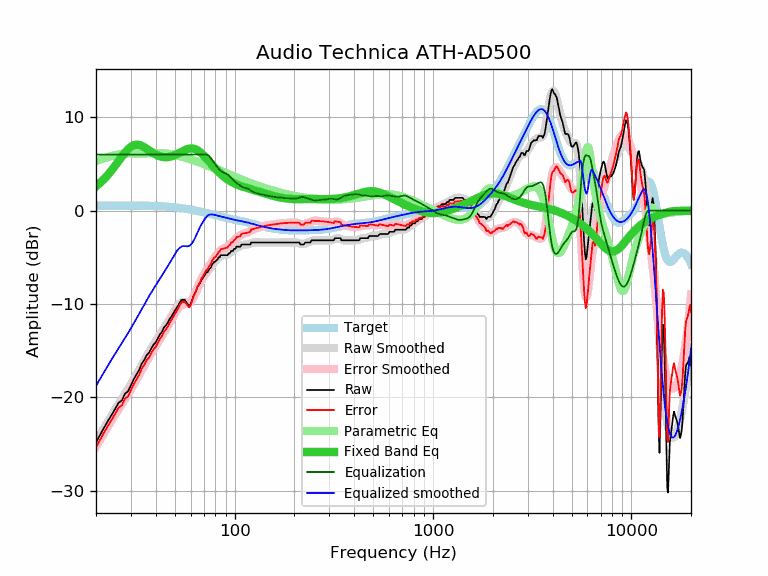 Audio Technica ATH-AD500
Amplitude (dBr)
10
0
−10
−20
−30
Target
Raw Smoothed
Error Smoothed
Raw
Error
Parametric Eq
Fixed Band Eq
Equalization
Equalized smoothed
100
1000
10000
Frequency (Hz)